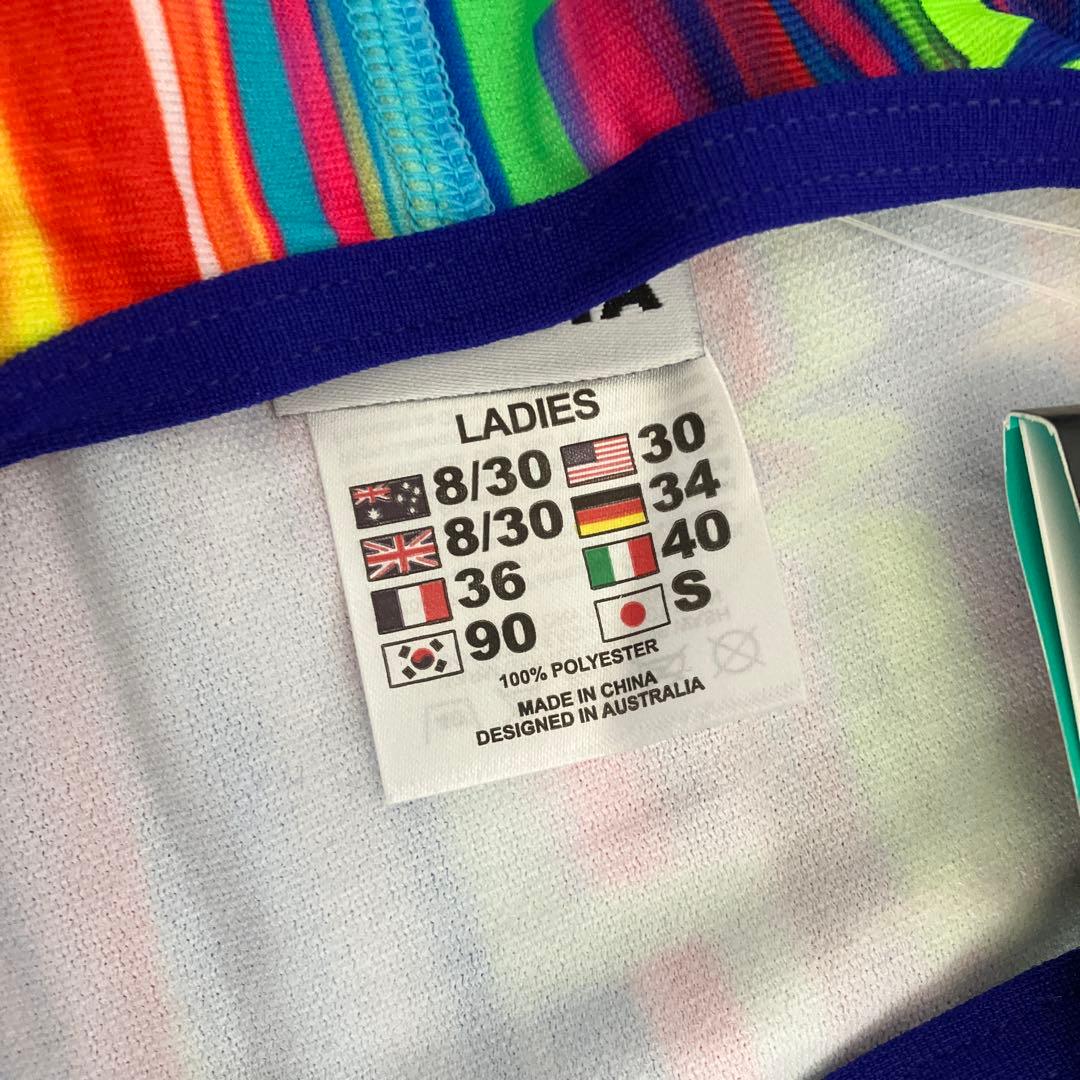 LADIES
8/30 30
8/30 34
36 40
90 S
100% POLYESTER
MADE IN CHINA
DESIGNED IN AUSTRALIA